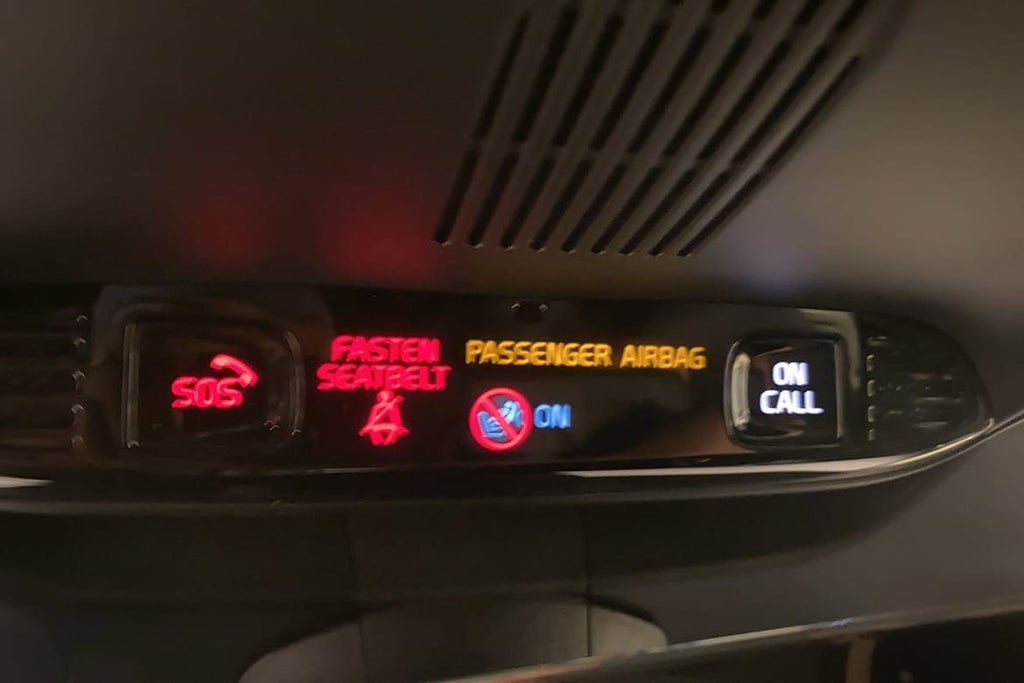 SOS
FASTEN
SEATBELT
PASSENGER AIRBAG
ON
ON
CALL